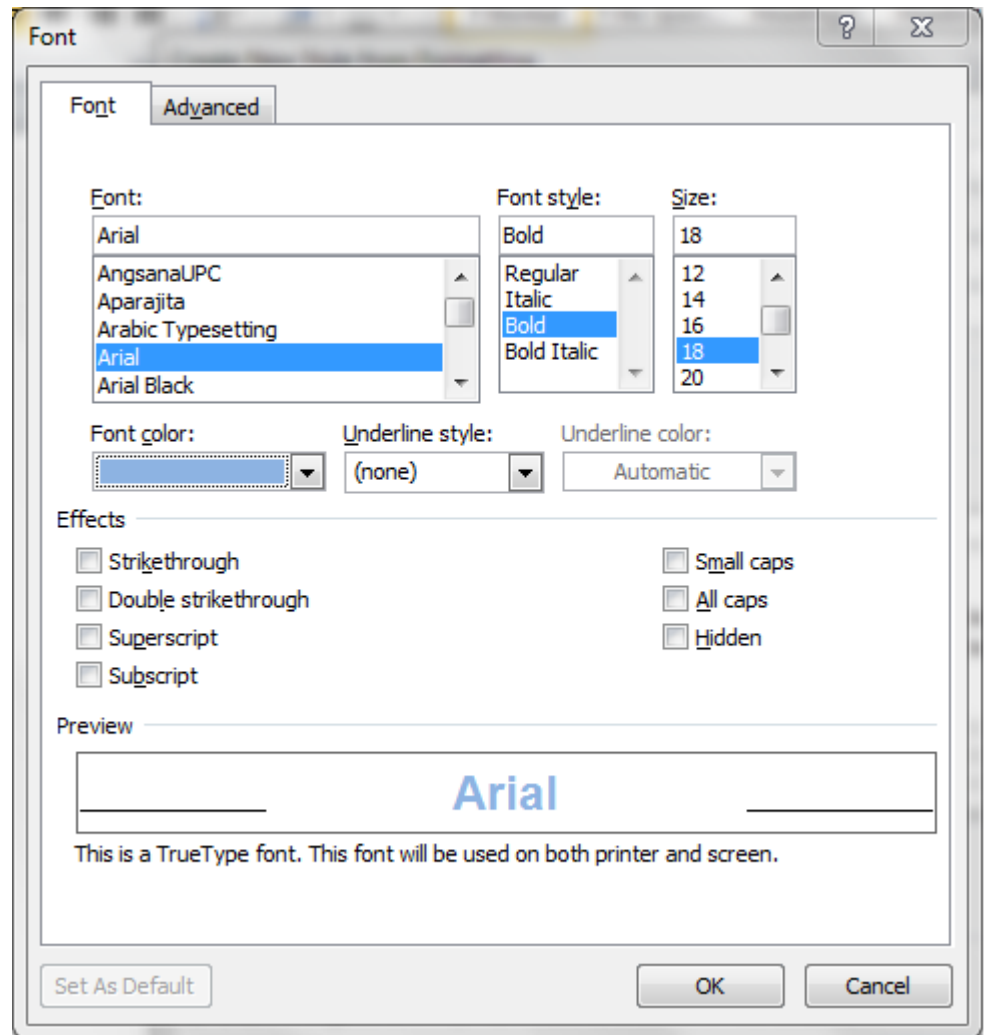 Font
Font Advanced
Font: Font style: Size:
Arial Bold 18
AngsanaUPC Regular 12
Aparajita Italic 14
Arabic Typesetting Bold 16
Arial Bold Italic 18
Arial Black 20
Font color: Underline style: Underline color:
(none) Automatic
Effects
Strikethrough Small caps
Double strikethrough All caps
Superscript Hidden
Subscript
Preview
Arial
This is a TrueType font. This font will be used on both printer and screen.
Set As Default OK Cancel